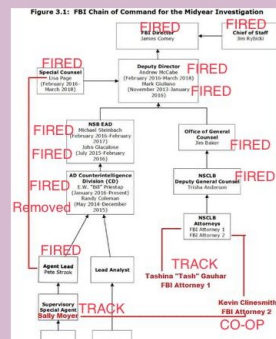 Figure 3.1: FBI Chain of Command for the Midyear Investigation
FIRED
FIRED
FBI Director
James Comey
Chief of Staff
Jim Rybicki
FIRED
Special Counsel
Lisa Page
(February 2016-
March 2018)
Deputy Director
Andrew McCabe
(February 2016-March 2018)
Mark Giuliano
(November 2013-January
2016)
FIRED
FIRED
NSB EAD
Michael Steinbach
(February 2016-February
2017)
John Giacalone
(July 2015-February
2016)
FIRED
FIRED
Office of General
Counsel
Jim Baker
FIRED
AD Counterintelligence
Division (CD)
E.W. "Bill" Priestap
(January 2016-Present)
Randy Coleman
(May 2014-December
2015)
FIRED
Removed
NSCLB
Deputy General Counsel
Trisha Anderson
FIRED
NSCLB
Attorneys
FBI Attorney 1
FBI Attorney 2
FIRED
Agent Lead
Pete Strzok
Lead Analyst
TRACK
Tashina "Tash" Gauhar
FBI Attorney 1
Supervisory
Special Agent
Sally Moyer
TRACK
Kevin Clinesmith
FBI Attorney 2
CO-OP